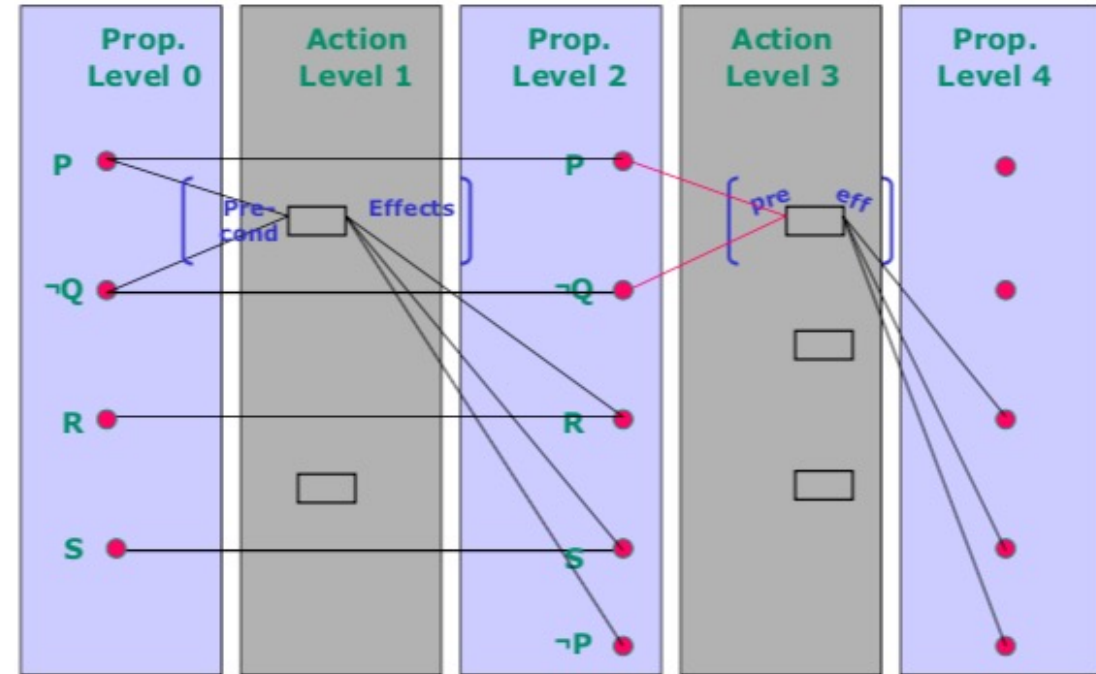 Prop.
Level 0
Action
Level 1
Prop.
Level 2
Action
Level 3
Prop.
Level 4
P
P
Pre-
cond
Effects
pre
eff
¬Q
¬Q
R
R
S
S
¬P